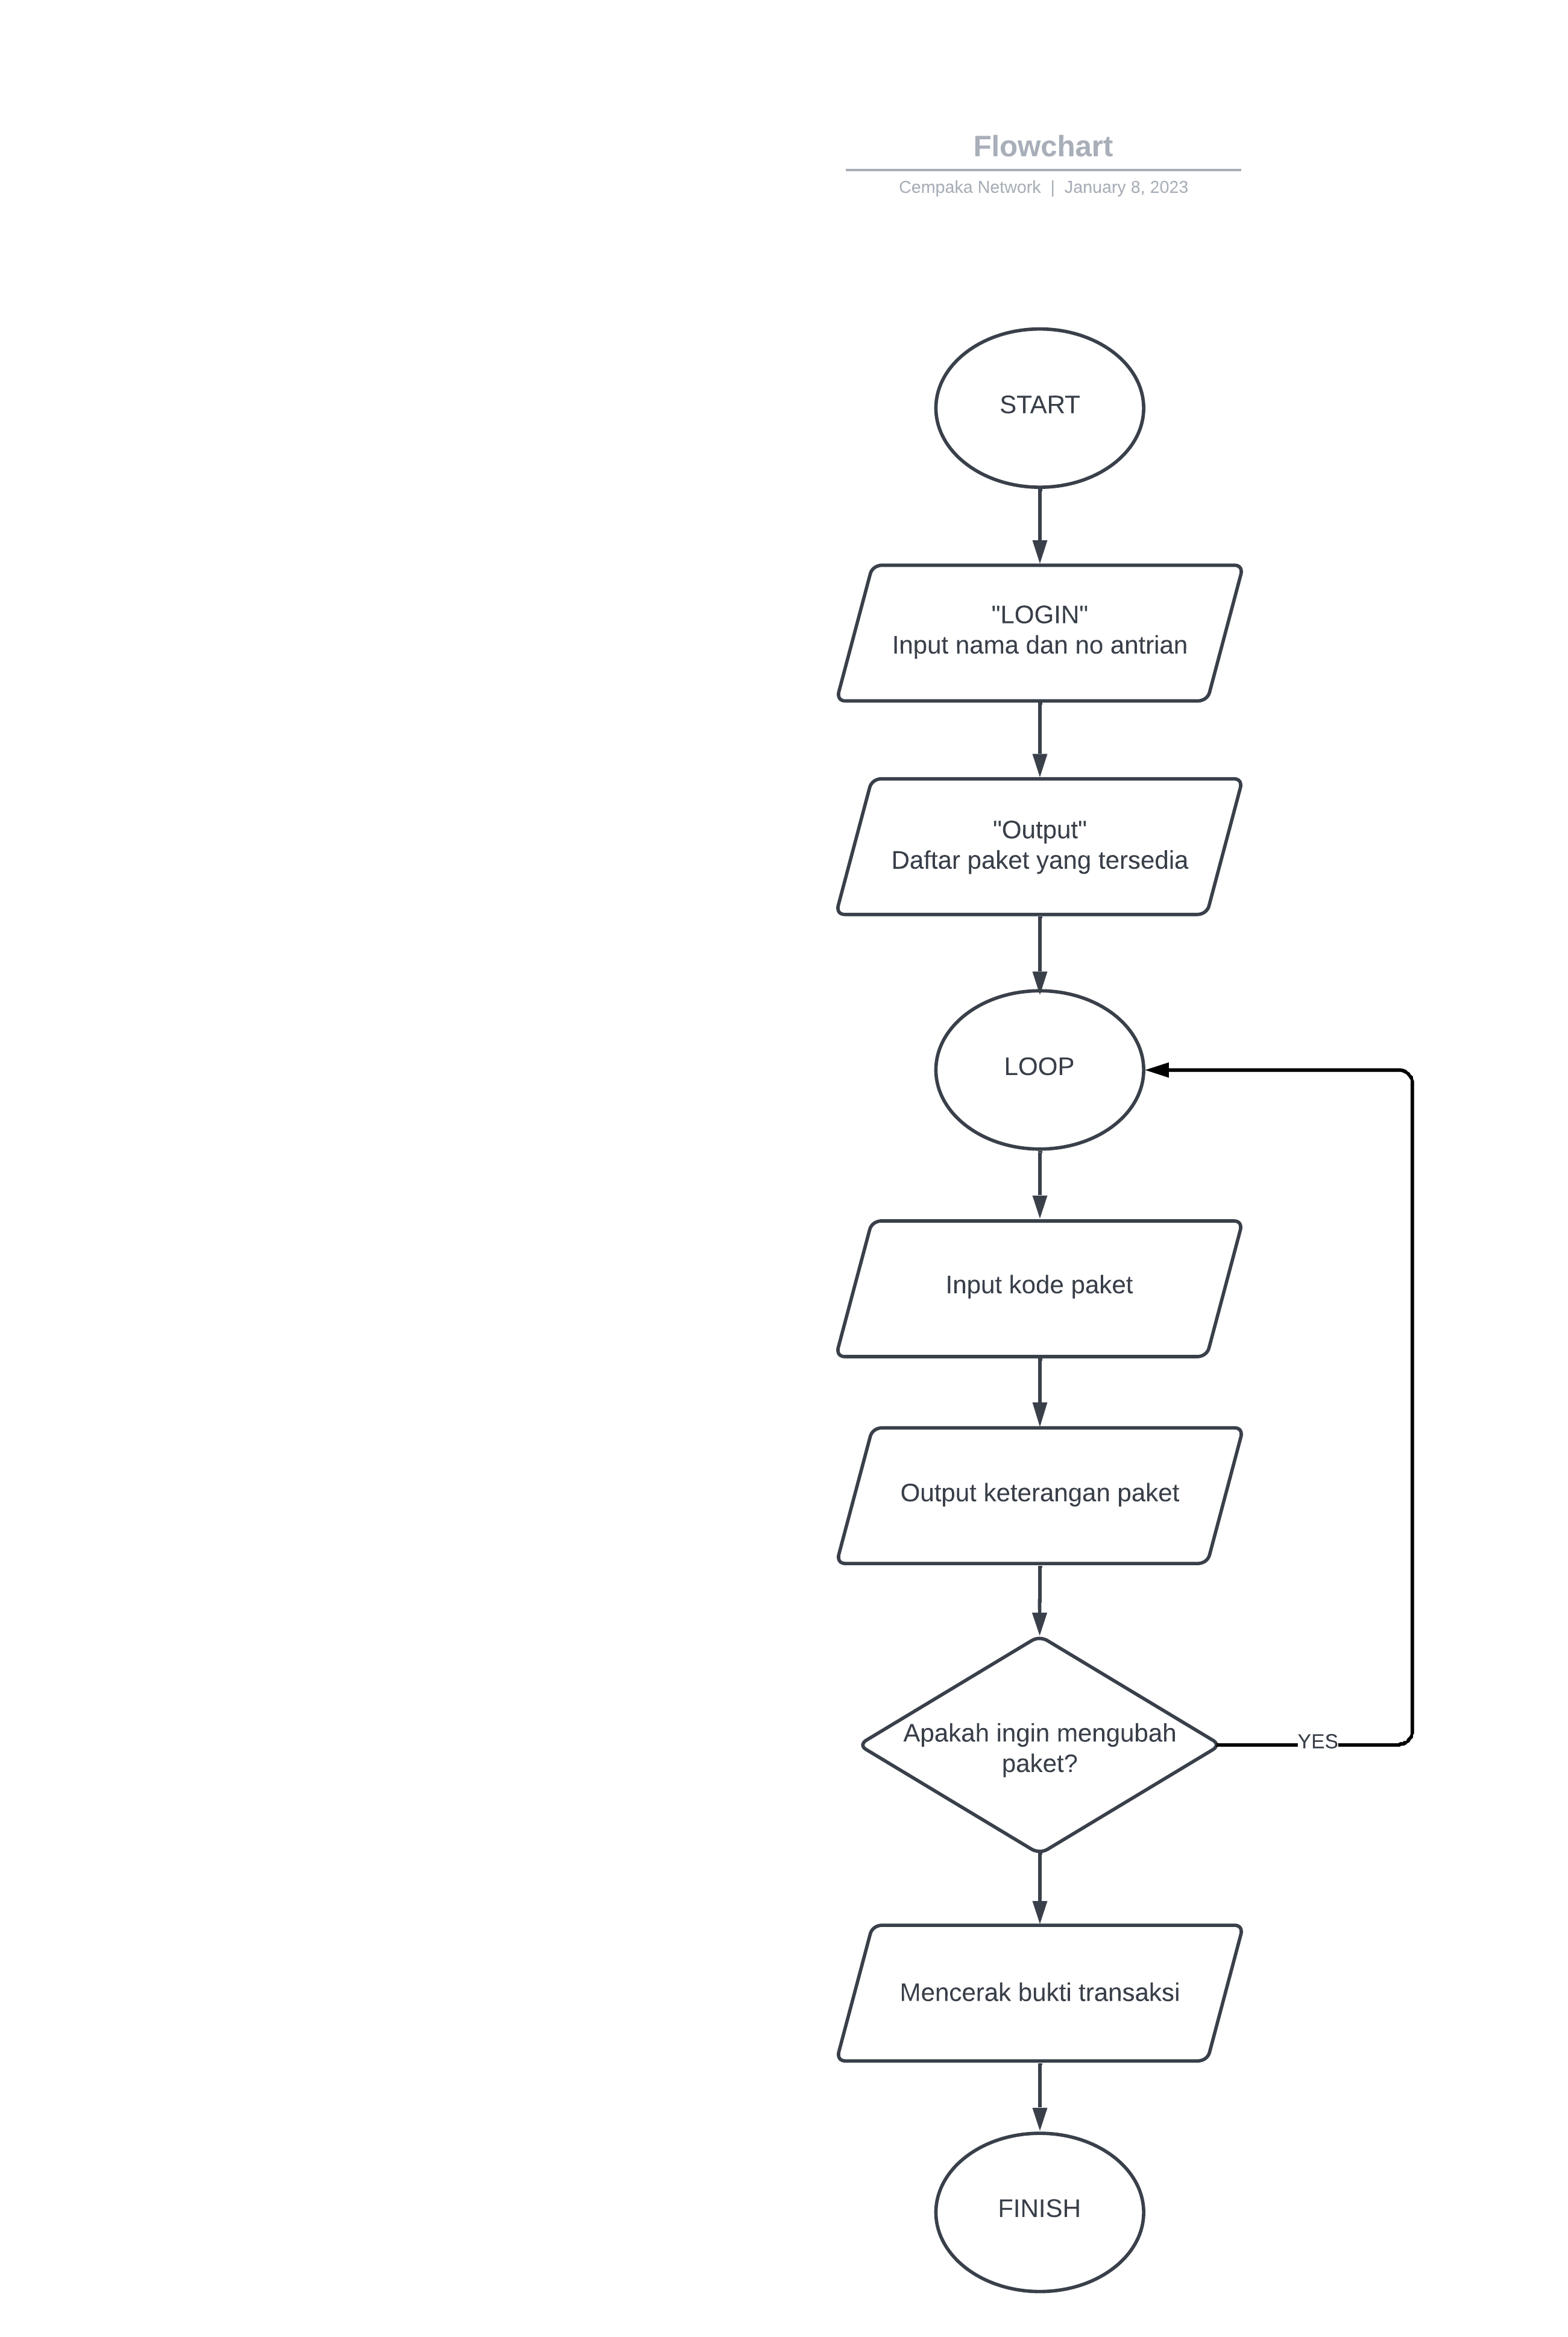 Flowchart
Cempaka Network | January 8, 2023
START
"LOGIN"
Input nama dan no antrian
"Output"
Daftar paket yang tersedia
LOOP
Input kode paket
Output keterangan paket
Apakah ingin mengubah
paket?
YES
Mencerak bukti transaksi
FINISH